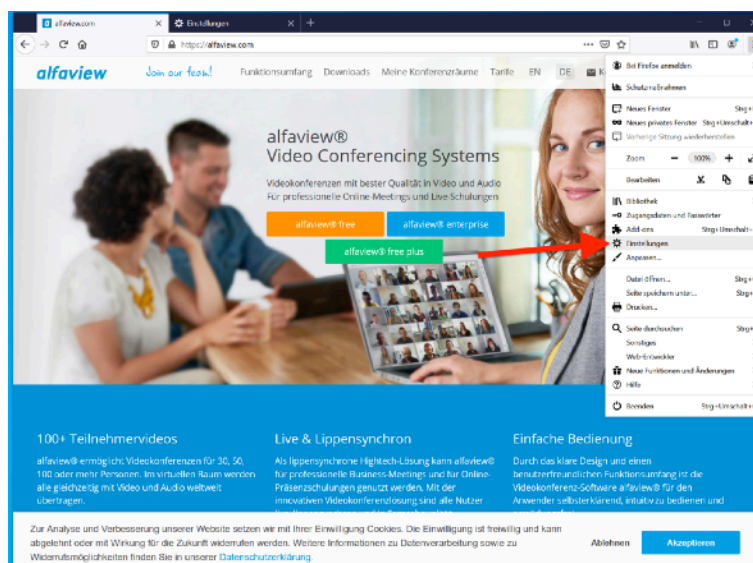 alfaview.com
Einstellungen
https://alfaview.com
alfaview
Join our team!
Funktionsumfang Downloads Meine Konferenzräume Tarife EN DE
alfaview®
Video Conferencing Systems
Videokonferenzen mit bester Qualität in Video und Audio
Für professionelle Online-Meetings und Live-Schulungen
alfaview® free
alfaview® enterprise
alfaview® free plus
Bei Firefox anmelden
Schutzmaßnahmen
Neues Fenster Strg+
Neues privates Fenster Strg+Umschalt+
Vorherige Sitzung wiederherstellen
Zoom 100%
Bearbeiten
Bibliothek
Zugangsdaten und Passwörter
Add-ons Strg+Umschalt+
Einstellungen
Anpassen...
Datei öffnen... Strg+
Seite speichern unter... Strg+
Drucken...
Seite durchsuchen Strg+
Sonstiges
Web-Entwickler
Neue Funktionen und Änderungen
Hilfe
Beenden Strg+Umschalt+
100+ Teilnehmervideos
alfaview® ermöglicht Videokonferenzen für 30, 50,
100 oder mehr Personen. Im virtuellen Raum werden
alle gleichzeitig mit Video und Audio weltweit
übertragen.
Live & Lippensynchron
Als lippensynchrone Hightech-Lösung kann alfaview®
für professionelle Business-Meetings und für Online-
Präsenzschulungen genutzt werden. Mit der
innovativen Videokonferenzlösung sind alle Nutzer
Einfache Bedienung
Durch das klare Design und einen
benutzerfreundlichen Funktionsumfang ist die
Videokonferenz-Software alfaview® für den
Anwender selbsterklärend, intuitiv zu bedienen und
Zur Analyse und Verbesserung unserer Website setzen wir mit Ihrer Einwilligung Cookies. Die Einwilligung ist freiwillig und kann
abgelehnt oder mit Wirkung für die Zukunft widerrufen werden. Weitere Informationen zu Datenverarbeitung sowie zu
Widerrufsmöglichkeiten finden Sie in unserer Datenschutzerklärung.
Ablehnen
Akzeptieren